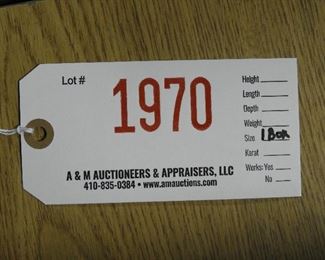 Lot # 1970
Height
Length
Depth
Weight
Size 1 Box
Karat
Works: Yes
No
A & M AUCTIONEERS & APPRAISERS, LLC
410-835-0384 • www.amauctions.com